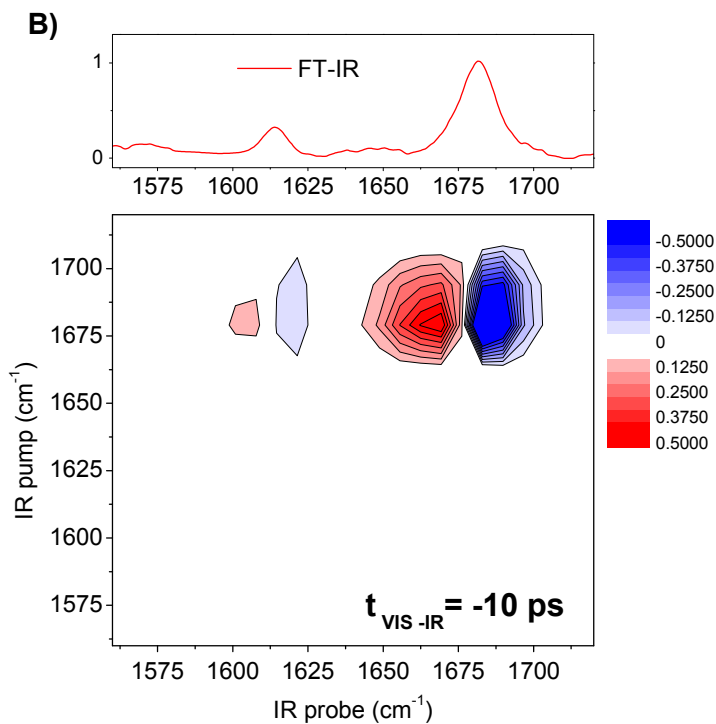 B)
1
0
FT-IR
1575 1600 1625 1650 1675 1700
1700
1675
1650
1625
1600
1575
IR pump (cm-1)
-0.5000
-0.3750
-0.2500
-0.1250
0
0.1250
0.2500
0.3750
0.5000
t VIS -IR = -10 ps
1575 1600 1625 1650 1675 1700
IR probe (cm-1)